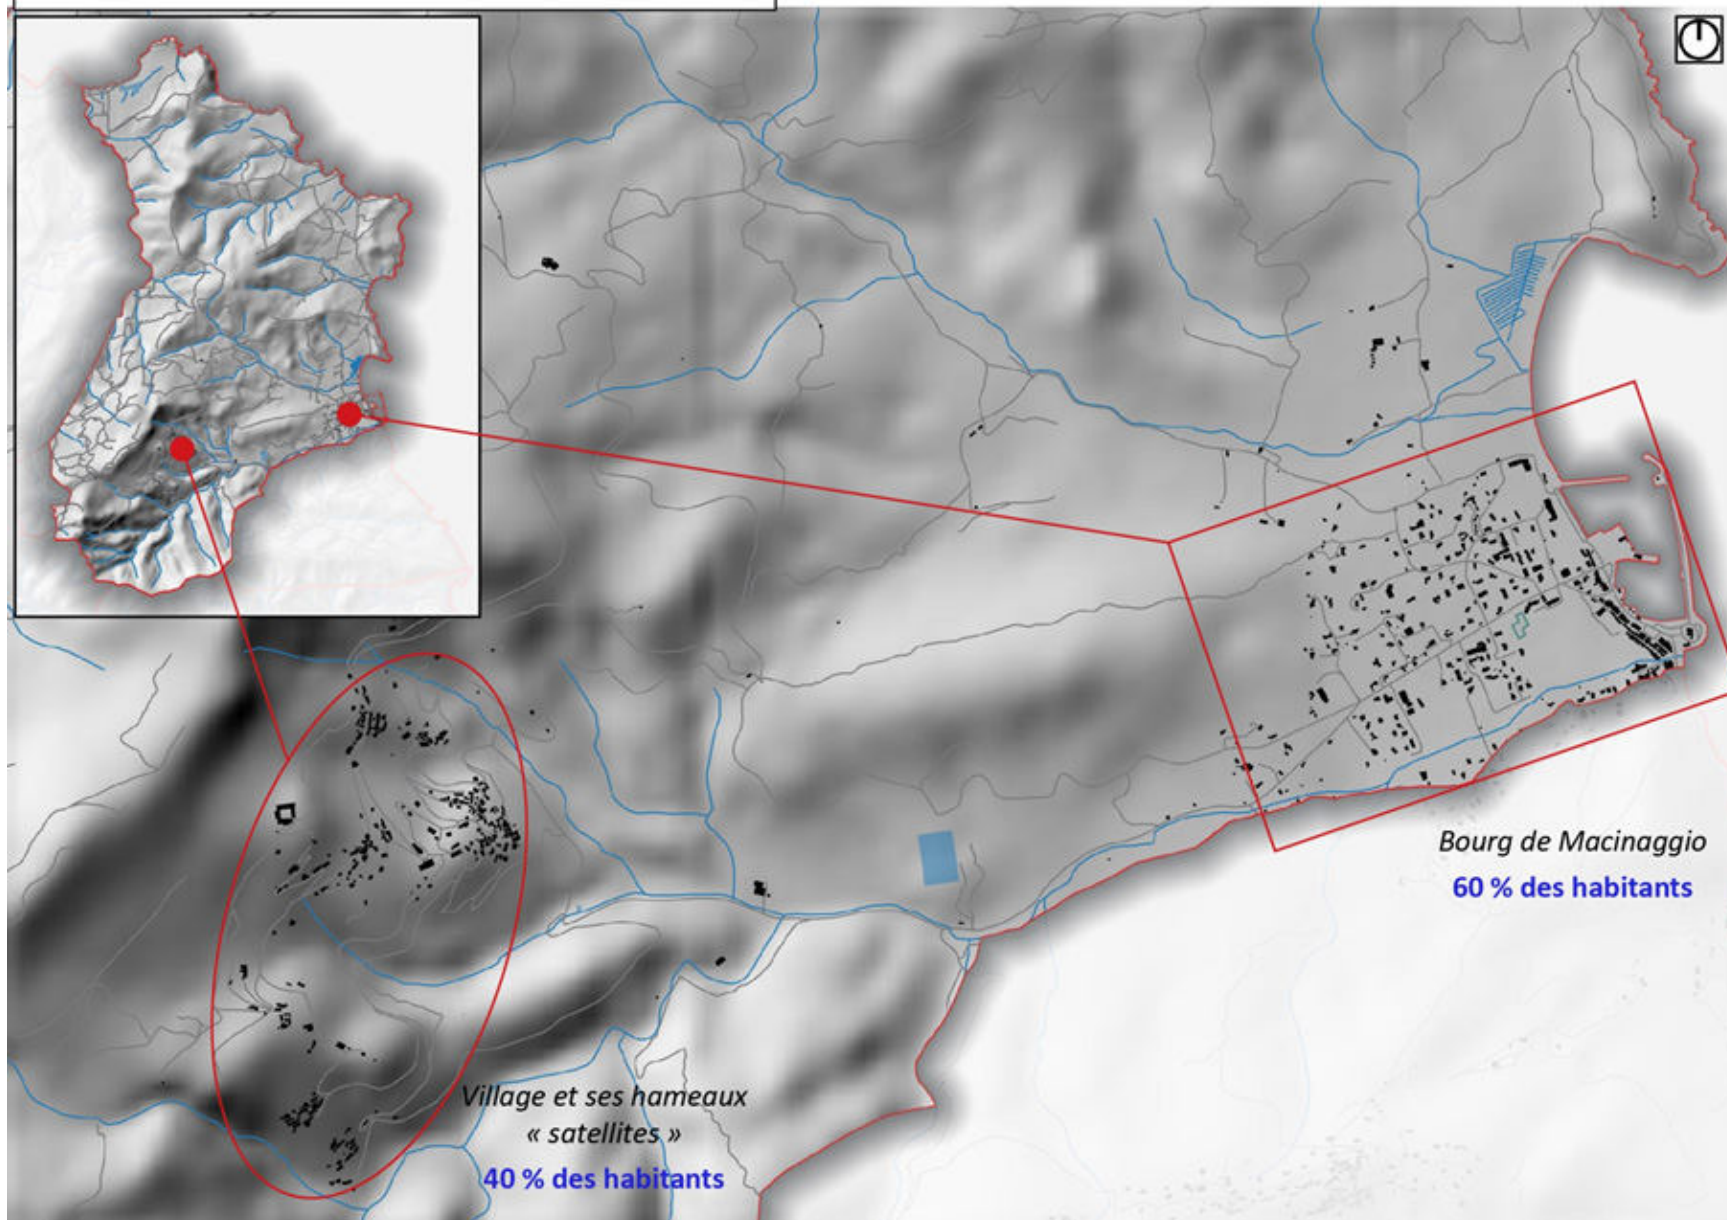 Bourg de Macinaggio
60 % des habitants
Village et ses hameaux
« satellites »
40 % des habitants